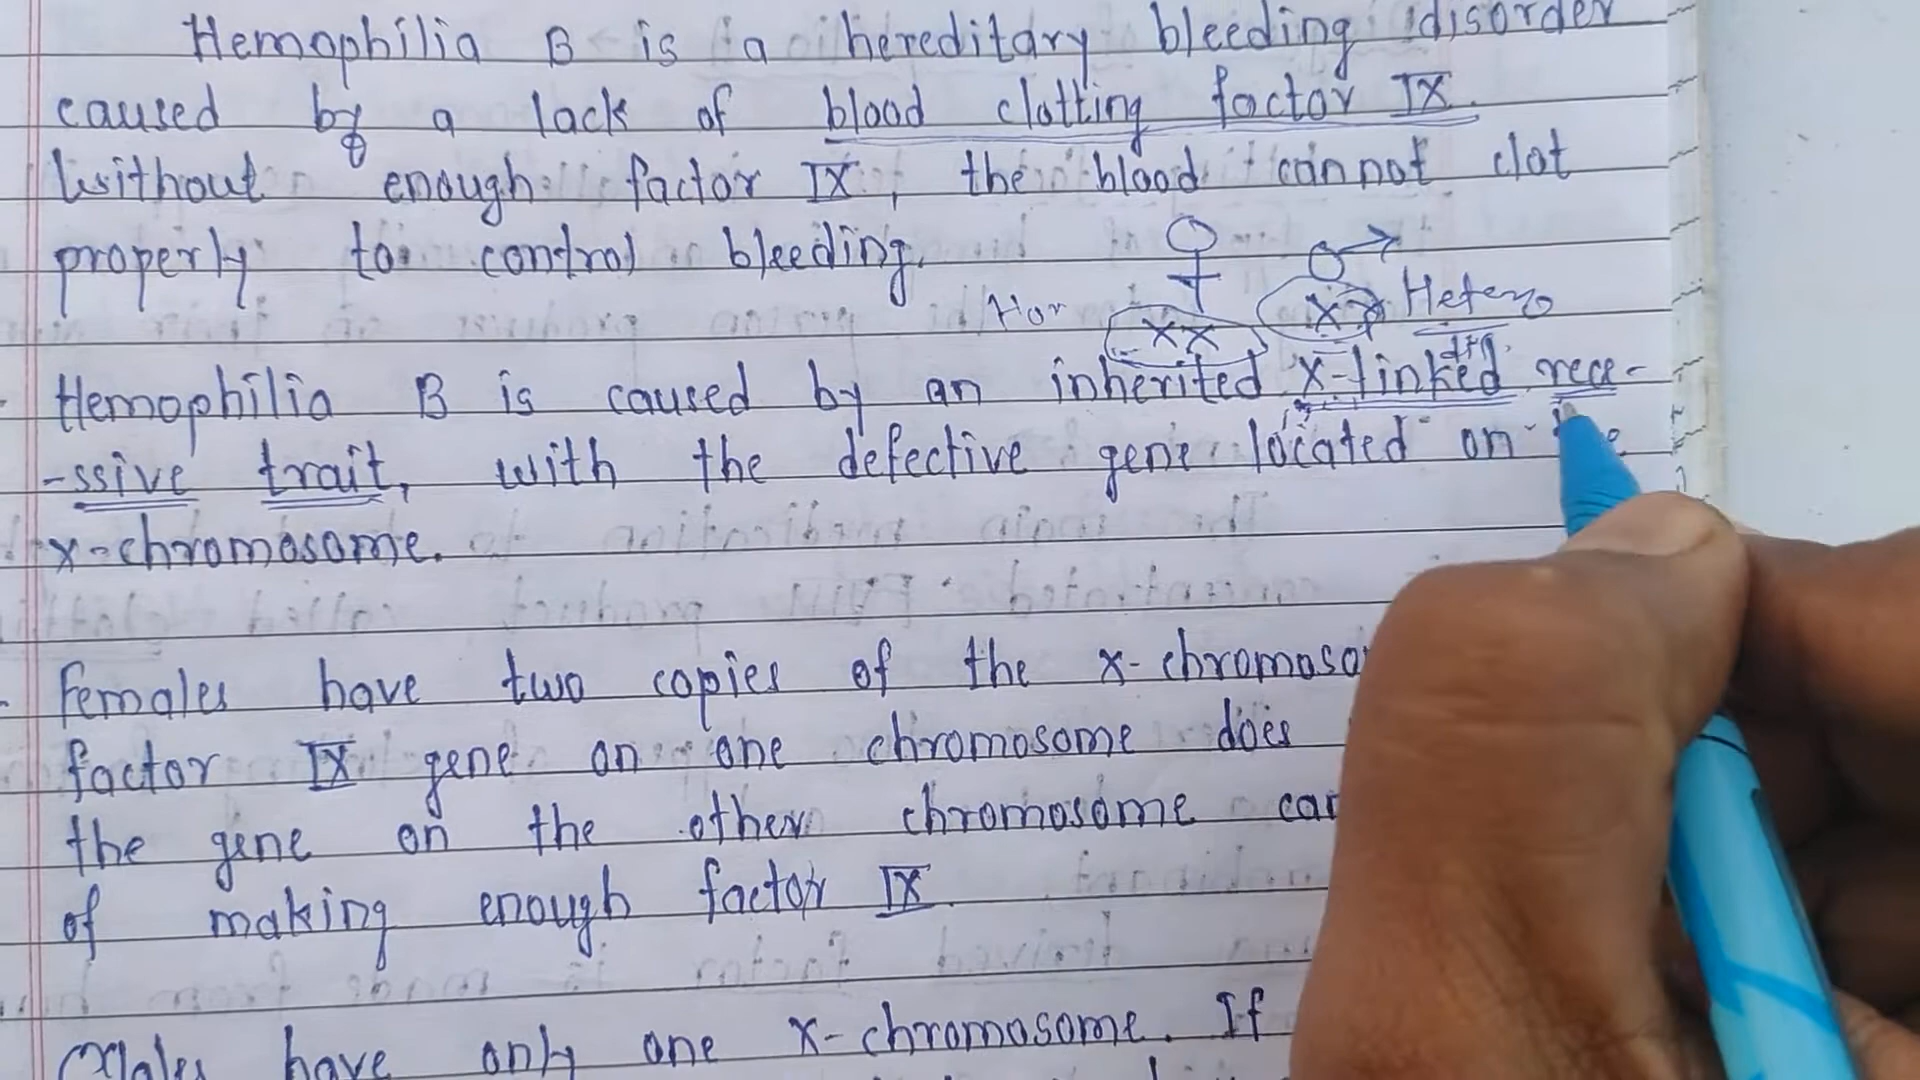 Hemophilia B is a hereditary bleeding disorder
caused by a lack of blood clotting factor IX.
Without enough factor IX, the blood cannot clot
properly to control bleeding.
XX
Hetero
Hemophilia B is caused by an inherited X-linked rece-
-ssive trait, with the defective gene located on
x-chromosome.
Females have two copies of the x-
factor IX gene on one chromosome does
the gene on the other chromosome
of making enough factor IX.
Males have only one x-chromosome. If